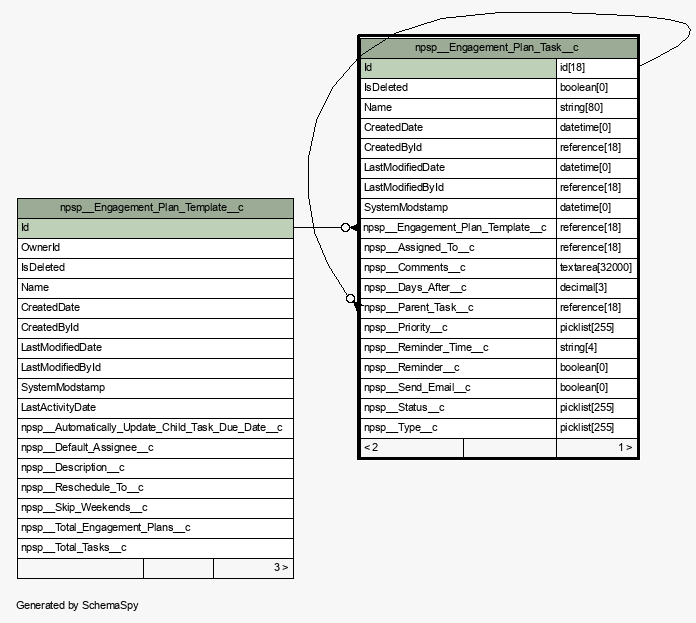 npsp__Engagement_Plan_Task__c
Id id[18]
IsDeleted boolean[0]
Name string[80]
CreatedDate datetime[0]
CreatedById reference[18]
LastModifiedDate datetime[0]
LastModifiedById reference[18]
SystemModstamp datetime[0]
npsp__Engagement_Plan_Template__c reference[18]
npsp__Assigned_To__c reference[18]
npsp__Comments__c textarea[32000]
npsp__Days_After__c decimal[3]
npsp__Parent_Task__c reference[18]
npsp__Priority__c picklist[255]
npsp__Reminder_Time__c string[4]
npsp__Reminder__c boolean[0]
npsp__Send_Email__c boolean[0]
npsp__Status__c picklist[255]
npsp__Type__c picklist[255]
< 2 1 >
npsp__Engagement_Plan_Template__c
Id
OwnerId
IsDeleted
Name
CreatedDate
CreatedById
LastModifiedDate
LastModifiedById
SystemModstamp
LastActivityDate
npsp__Automatically_Update_Child_Task_Due_Date__c
npsp__Default_Assignee__c
npsp__Description__c
npsp__Reschedule_To__c
npsp__Skip_Weekends__c
npsp__Total_Engagement_Plans__c
npsp__Total_Tasks__c
3 >
Generated by SchemaSpy